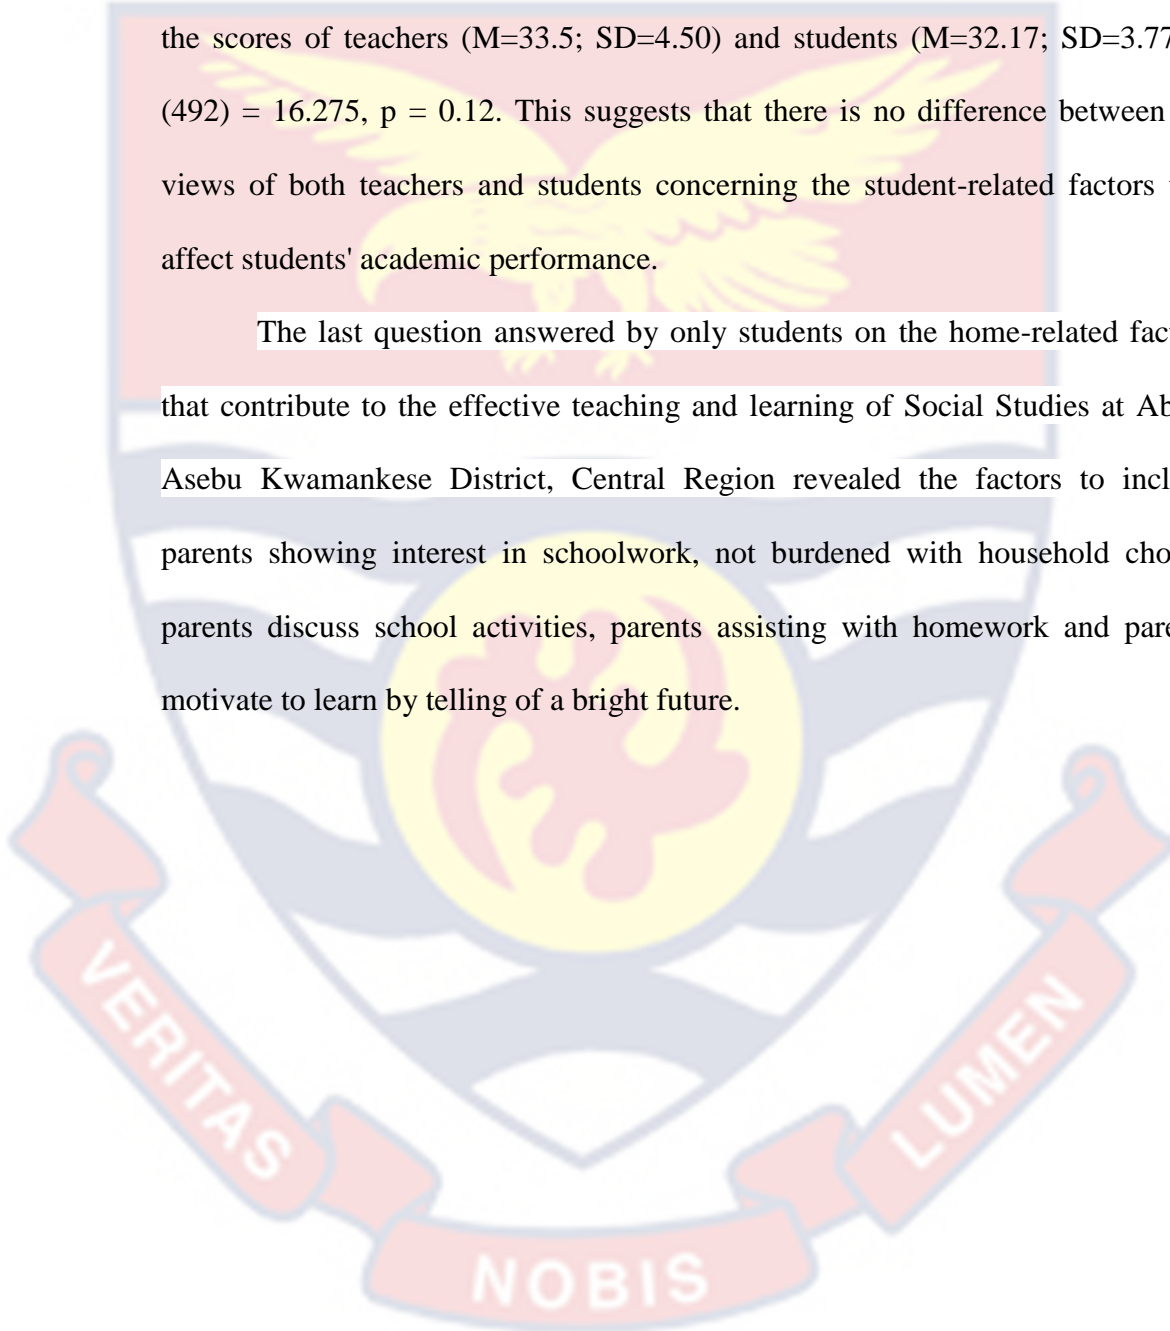 the scores of teachers (M=33.5; SD=4.50) and students (M=32.17; SD=3.77
(492) = 16.275, p = 0.12. This suggests that there is no difference between
views of both teachers and students concerning the student-related factors
affect students' academic performance.
The last question answered by only students on the home-related
that contribute to the effective teaching and learning of Social Studies at
Asebu Kwamankese District, Central Region revealed the factors to
parents showing interest in schoolwork, not burdened with household
parents discuss school activities, parents assisting with homework and
motivate to learn by telling of a bright future.
VERITAS
NOBIS
LUMEN